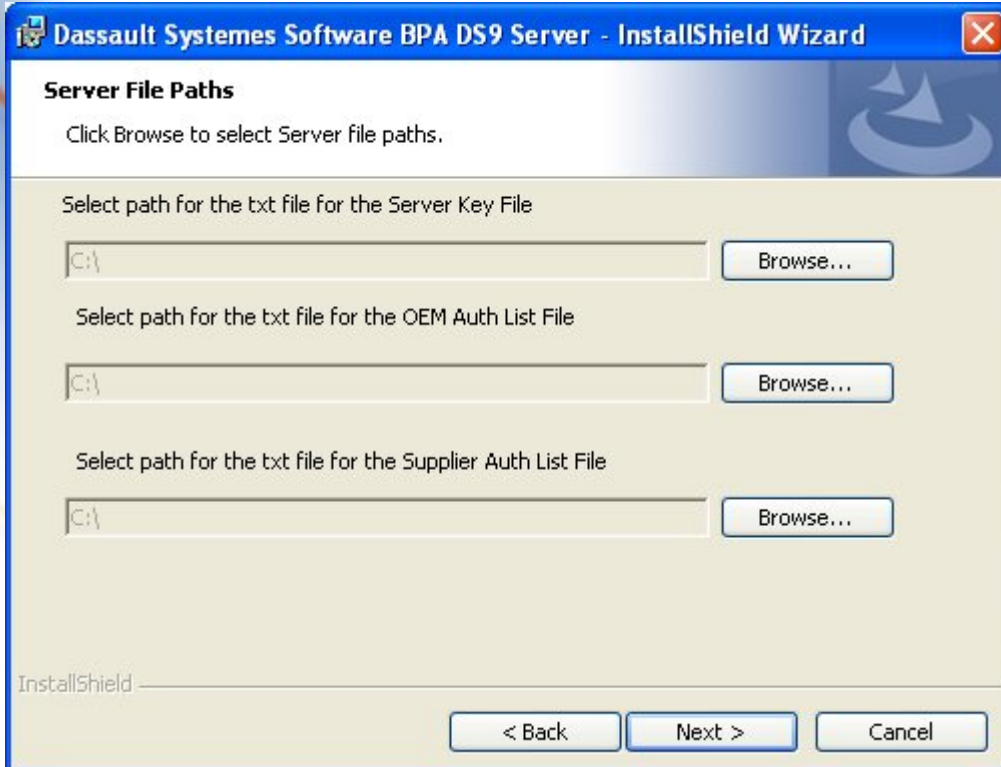 Dassault Systemes Software BPA DS9 Server - InstallShield Wizard
Server File Paths
Click Browse to select Server file paths.
Select path for the txt file for the Server Key File
C:\
Browse...
Select path for the txt file for the OEM Auth List File
C:\
Browse...
Select path for the txt file for the Supplier Auth List File
C:\
Browse...
InstallShield
< Back
Next >
Cancel